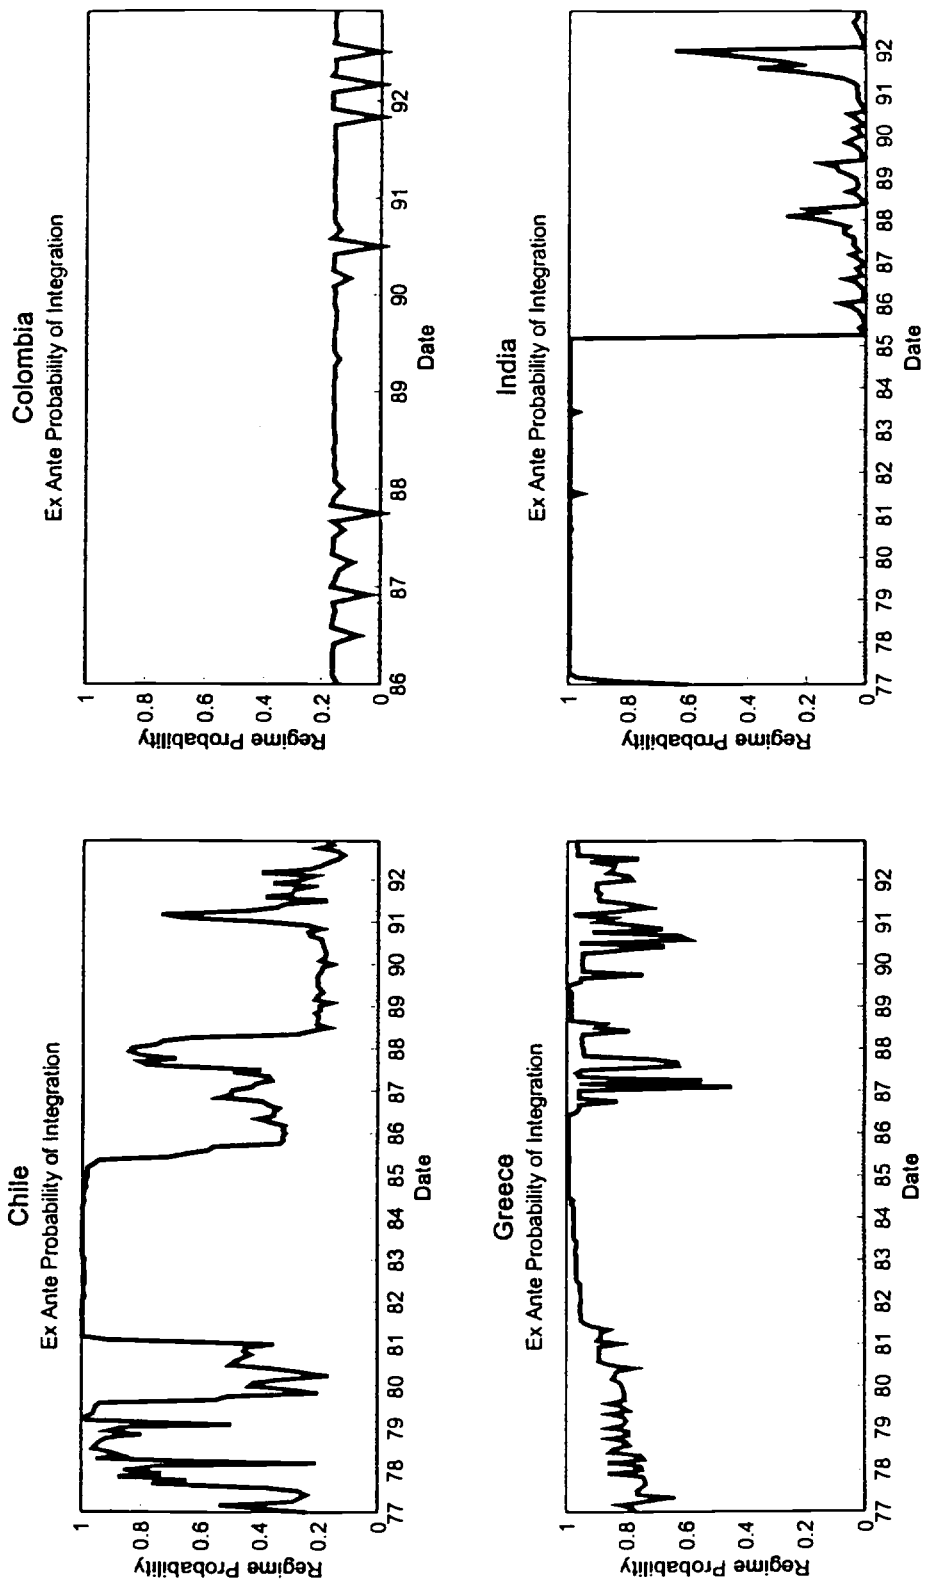 Chile
Ex Ante Probability of Integration
Regime Probability
1
0.8
0.6
0.4
0.2
0
77 78 79 80 81 82 83 84 85 86 87 88 89 90 91 92
Date
Colombia
Ex Ante Probability of Integration
Regime Probability
1
0.8
0.6
0.4
0.2
0
86 87 88 89 90 91 92
Date
Greece
Ex Ante Probability of Integration
Regime Probability
1
0.8
0.6
0.4
0.2
0
77 78 79 80 81 82 83 84 85 86 87 88 89 90 91 92
Date
India
Ex Ante Probability of Integration
Regime Probability
1
0.8
0.6
0.4
0.2
0
77 78 79 80 81 82 83 84 85 86 87 88 89 90 91 92
Date